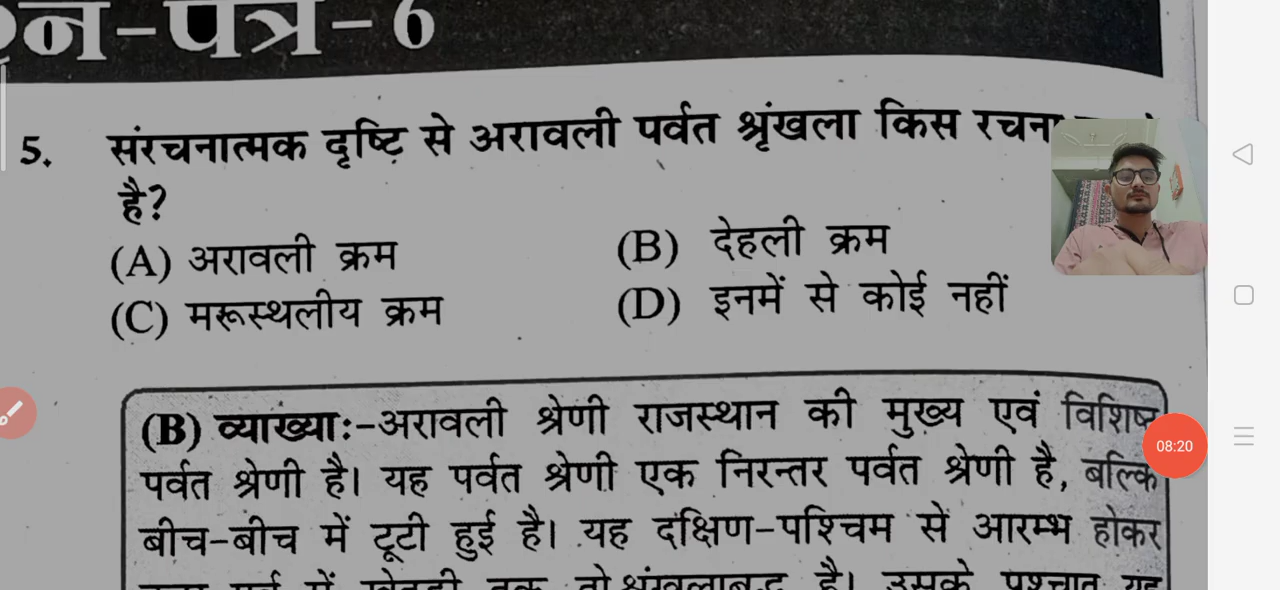 न-पत्र-6
5. संरचनात्मक दृष्टि से अरावली पर्वत श्रृंखला किस
है?
(A) अरावली क्रम (B) देहली क्रम
(C) मरूस्थलीय क्रम (D) इनमें से कोई नहीं
(B) व्याख्याः-अरावली श्रेणी राजस्थान की मुख्य एवं विशिष्ट
पर्वत श्रेणी है। यह पर्वत श्रेणी एक निरन्तर पर्वत श्रेणी है, बल्कि
बीच-बीच में टूटी हुई है। यह दक्षिण-पश्चिम से आरम्भ होकर
08:20